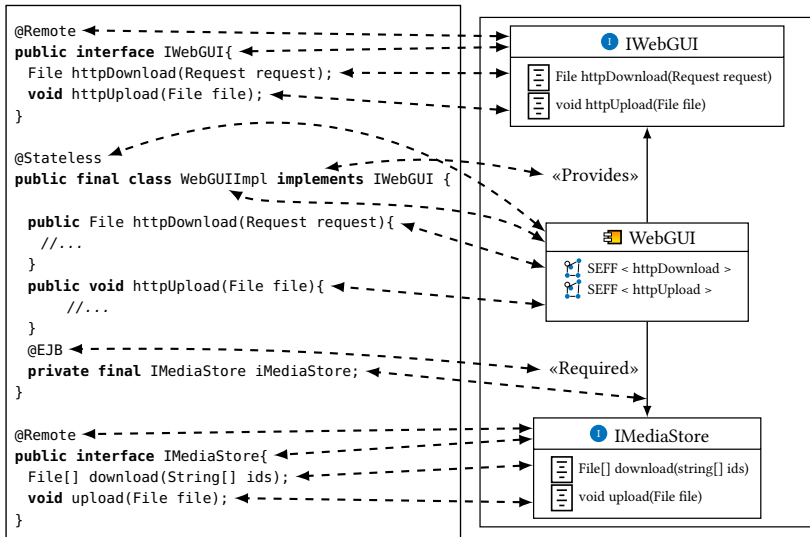 @Remote
public interface IWebGUI{
File httpDownload(Request request);
void httpUpload(File file);
}
@Stateless
public final class WebGUIImpl implements IWebGUI {
public File httpDownload(Request request){
//...
}
public void httpUpload(File file){
//...
}
@EJB
private final IMediaStore iMediaStore;
}
@Remote
public interface IMediaStore{
File[] download(String[] ids);
void upload(File file);
}
I IWebGUI
File httpDownload(Request request)
void httpUpload(File file)
«Provides»
WebGUI
SEFF < httpDownload >
SEFF < httpUpload >
«Required»
I IMediaStore
File[] download(string[] ids)
void upload(File file)